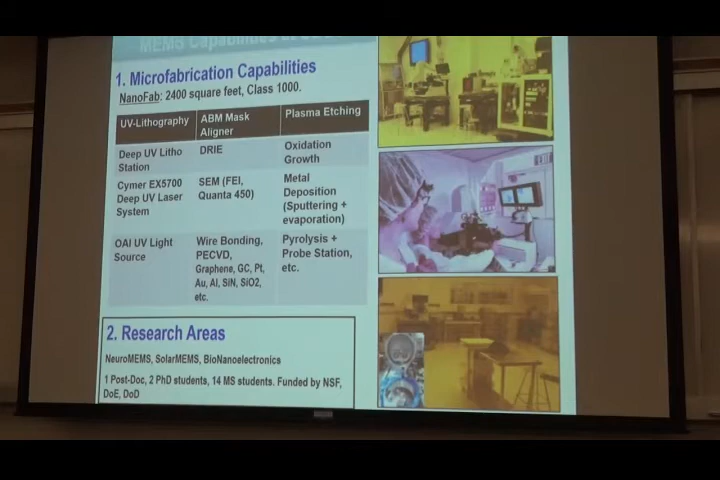 MEMS Capabilities at
1. Microfabrication Capabilities
NanoFab: 2400 square feet, Class 1000.
UV-Lithography
ABM Mask
Aligner
Plasma Etching
Deep UV Litho
Station
DRIE
Oxidation
Growth
Cymer EX5700
Deep UV Laser
System
SEM (FEI,
Quanta 450)
Metal
Deposition
(Sputtering +
evaporation)
OAI UV Light
Source
Wire Bonding,
PECVD,
Graphene, GC, Pt,
Au, Al, SiN, SiO2,
etc.
Pyrolysis +
Probe Station,
etc.
2. Research Areas
NeuroMEMS, SolarMEMS, BioNanoelectronics
1 Post-Doc, 2 PhD students, 14 MS students. Funded by NSF,
DoE, DoD